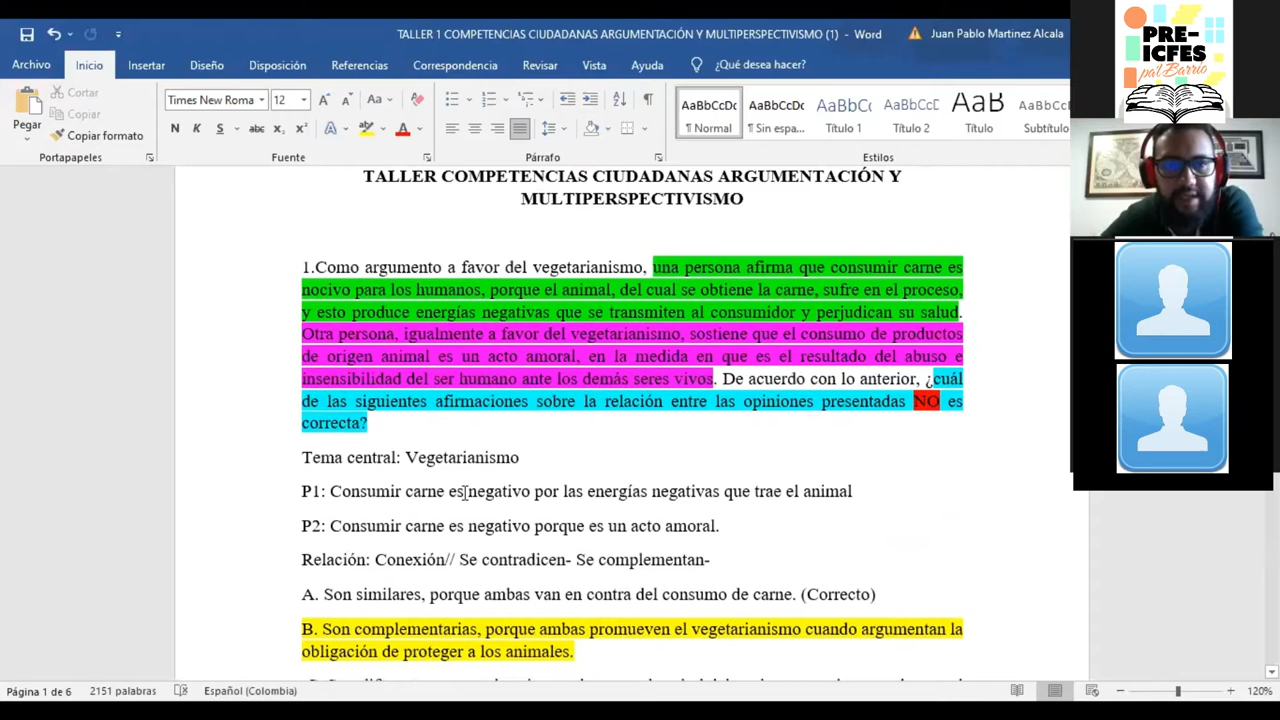 TALLER 1 COMPETENCIAS CIUDADANAS ARGUMENTACIÓN Y MULTIPERSPECTIVISMO (1) - Word
Juan Pablo Martinez Alcala
Archivo Inicio Insertar Diseño Disposición Referencias Correspondencia Revisar Vista Ayuda ¿Qué desea hacer?
Pegar
Cortar
Copiar
Copiar formato
Portapapeles
Times New Roma 12
Aa
N K S abc x₂ x² A A
Fuente
Párrafo
AaBbCcDc AaBbCcDc AaBbCcD AaBbCcD AaB AaBbCcD
¶ Normal ¶ Sin espa... Título 1 Título 2 Título Subtítulo
Estilos
PRE-
ICFES
pa'l Barrio
TALLER COMPETENCIAS CIUDADANAS ARGUMENTACIÓN Y
MULTIPERSPECTIVISMO
1.Como argumento a favor del vegetarianismo, una persona afirma que consumir carne es
nocivo para los humanos, porque el animal, del cual se obtiene la carne, sufre en el proceso,
y esto produce energías negativas que se transmiten al consumidor y perjudican su salud.
Otra persona, igualmente a favor del vegetarianismo, sostiene que el consumo de productos
de origen animal es un acto amoral, en la medida en que es el resultado del abuso e
insensibilidad del ser humano ante los demás seres vivos. De acuerdo con lo anterior, ¿cuál
de las siguientes afirmaciones sobre la relación entre las opiniones presentadas NO es
correcta?
Tema central: Vegetarianismo
P1: Consumir carne es negativo por las energías negativas que trae el animal
P2: Consumir carne es negativo porque es un acto amoral.
Relación: Conexión// Se contradicen- Se complementan-
A. Son similares, porque ambas van en contra del consumo de carne. (Correcto)
B. Son complementarias, porque ambas promueven el vegetarianismo cuando argumentan la
obligación de proteger a los animales.
Página 1 de 6 2151 palabras Español (Colombia) 120%